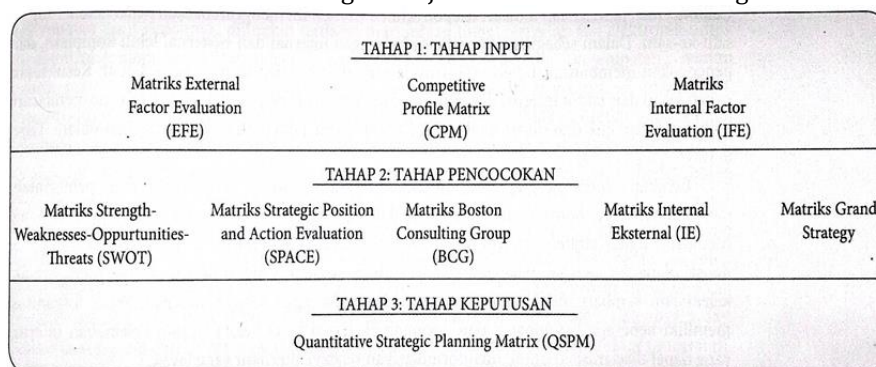 TAHAP 1: TAHAP INPUT
Matriks External
Factor Evaluation
(EFE)
Competitive
Profile Matrix
(CPM)
Matriks
Internal Factor
Evaluation (IFE)
TAHAP 2: TAHAP PENCOCOKAN
Matriks Strength-
Weaknesses-Oppurtunities-
Threats (SWOT)
Matriks Strategic Position
and Action Evaluation
(SPACE)
Matriks Boston
Consulting Group
(BCG)
Matriks Internal
Eksternal (IE)
Matriks Grand
Strategy
TAHAP 3: TAHAP KEPUTUSAN
Quantitative Strategic Planning Matrix (QSPM)